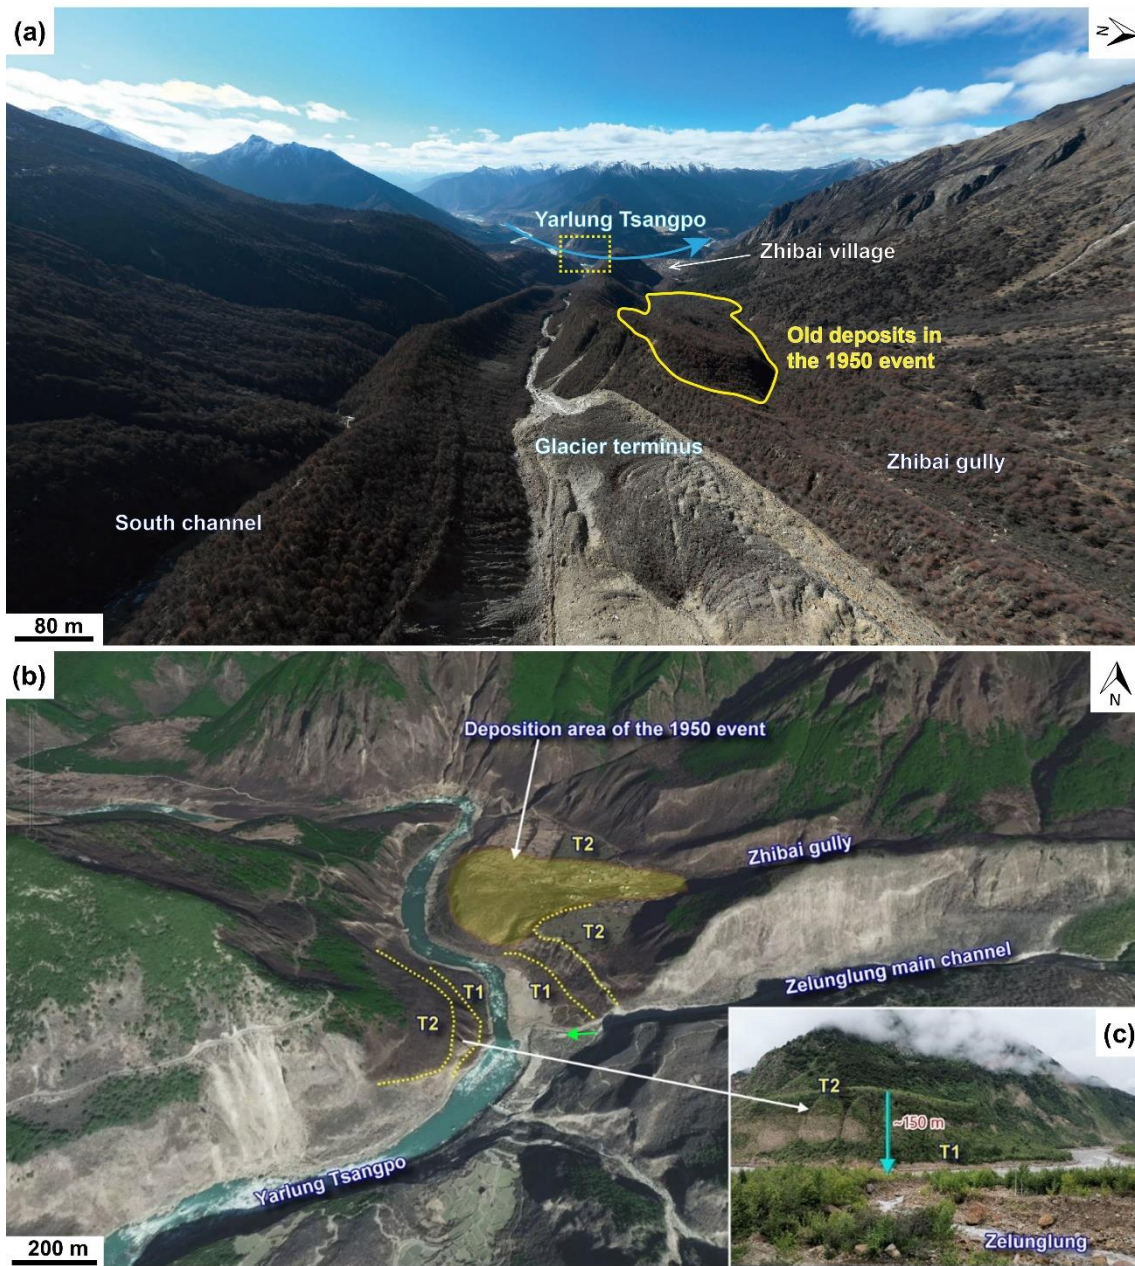 (a)
N
Yarlung Tsangpo
Zhibai village
Old deposits in
the 1950 event
Glacier terminus
Zhibai gully
South channel
80 m
(b)
N
Deposition area of the 1950 event
T2
Zhibai gully
T2
Zelunglung main channel
T1
T1
T2
(c)
T2
~150 m
T1
Yarlung Tsangpo
Zelunglung
200 m